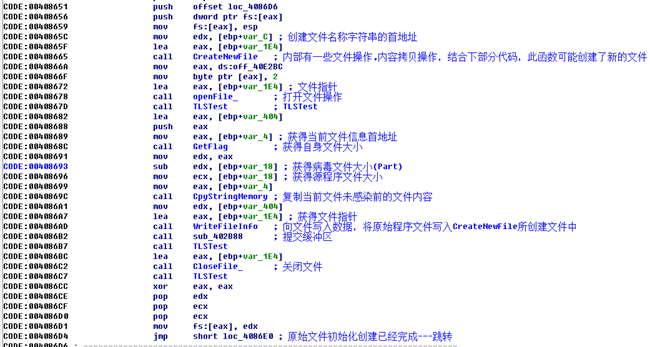 CODE:00408651 push offset loc_4086D6
CODE:00408656 push dword ptr fs:[eax]
CODE:00408659 mov fs:[eax], esp
CODE:0040865C mov edx, [ebp+var_C] ; 创建文件名称字符串的首地址
CODE:0040865F lea eax, [ebp+var_1E4]
CODE:00408665 call CreateNewFile ; 内部有一些文件操作,内容拷贝操作，结合下部分代码，此函数可能创建了新的文件
CODE:0040866A mov eax, ds:off_40E2BC
CODE:0040866F mov byte ptr [eax], 2
CODE:00408672 lea eax, [ebp+var_1E4] ; 文件指针
CODE:00408678 call openFile_ ; 打开文件操作
CODE:0040867D call TLSTest ; TLSTest
CODE:00408682 lea eax, [ebp+var_404]
CODE:00408688 push eax
CODE:00408689 mov eax, [ebp+var_4] ; 获得当前文件信息首地址
CODE:0040868C call GetFlag ; 获得自身文件大小
CODE:00408691 mov edx, eax
CODE:00408693 sub edx, [ebp+var_18] ; 获得病毒文件大小(Part)
CODE:00408696 mov ecx, [ebp+var_18] ; 获得源程序文件大小
CODE:00408699 mov eax, [ebp+var_4]
CODE:0040869C call CpyStringMemory ; 复制当前文件未感染前的文件内容
CODE:004086A1 mov edx, [ebp+var_404]
CODE:004086A7 lea eax, [ebp+var_1E4] ; 获得文件指针
CODE:004086AD call WriteFileInfo ; 向文件写入数据，将原始程序文件写入CreateNewFile所创建文件中
CODE:004086B2 call sub_402B88 ; 提交缓冲区
CODE:004086B7 call TLSTest
CODE:004086BC lea eax, [ebp+var_1E4]
CODE:004086C2 call CloseFile_ ; 关闭文件
CODE:004086C7 call TLSTest
CODE:004086CC xor eax, eax
CODE:004086CE pop edx
CODE:004086CF pop ecx
CODE:004086D0 pop ecx
CODE:004086D1 mov fs:[eax], edx
CODE:004086D4 jmp short loc_4086E0 ; 原始文件初始化创建已经完成---跳转
CODE:004086D6 ; ---------------------------------------------------------------------------